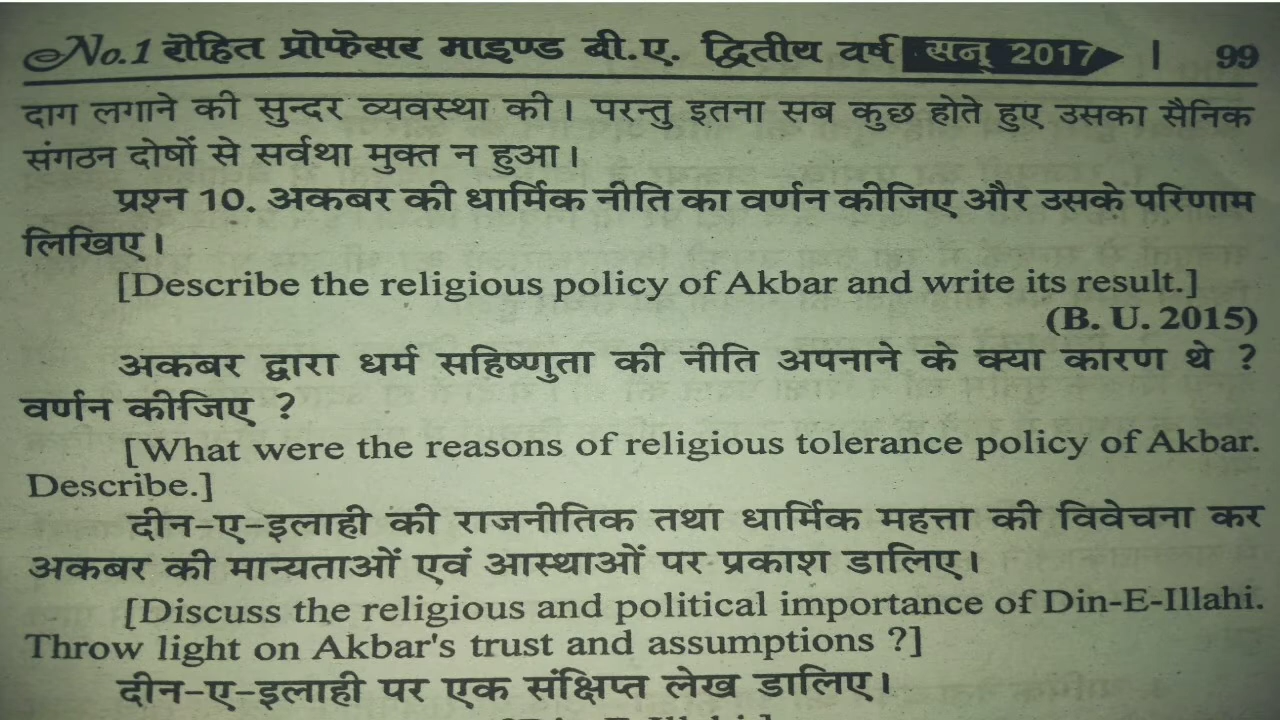 No.1 रोहित प्रोफेसर माइण्ड बी.ए. द्वितीय वर्ष सन् 2017 | 99
दाग लगाने की सुन्दर व्यवस्था की। परन्तु इतना सब कुछ होते हुए उसका सैनिक
संगठन दोषों से सर्वथा मुक्त न हुआ।
प्रश्न 10. अकबर की धार्मिक नीति का वर्णन कीजिए और उसके परिणाम
लिखिए।
[Describe the religious policy of Akbar and write its result.]
(B. U. 2015)
अकबर द्वारा धर्म सहिष्णुता की नीति अपनाने के क्या कारण थे ?
वर्णन कीजिए ?
[What were the reasons of religious tolerance policy of Akbar.
Describe.]
दीन-ए-इलाही की राजनीतिक तथा धार्मिक महत्ता की विवेचना कर
अकबर की मान्यताओं एवं आस्थाओं पर प्रकाश डालिए।
[Discuss the religious and political importance of Din-E-Illahi.
Throw light on Akbar's trust and assumptions ?]
दीन-ए-इलाही पर एक संक्षिप्त लेख डालिए।